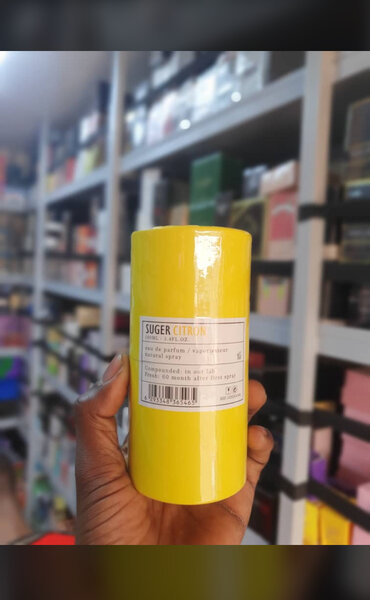 SUGER CITRON
100ML · 3.4FL.OZ.
eau de parfum / vaporisateur
natural spray
Compounded in our lab
Fresh: 60 month after first spray